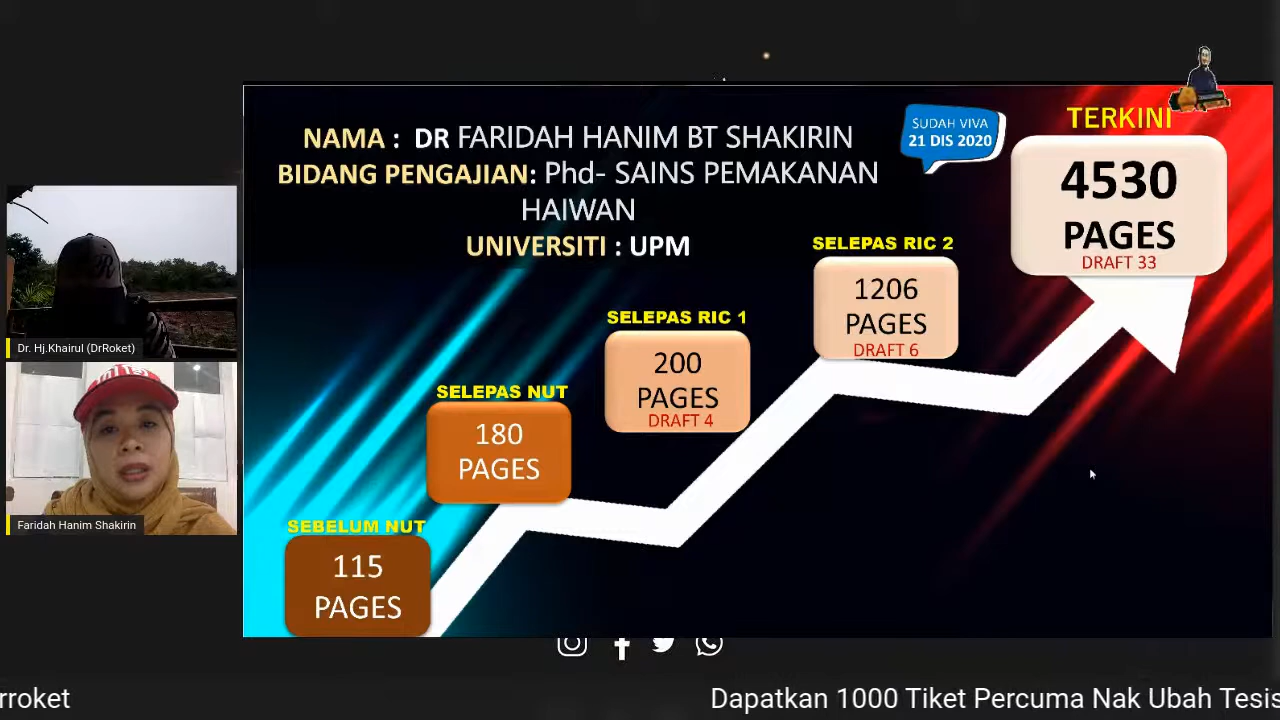 NAMA : DR FARIDAH HANIM BT SHAKIRIN
BIDANG PENGAJIAN: Phd- SAINS PEMAKANAN
HAIWAN
UNIVERSITI : UPM
SUDAH VIVA
21 DIS 2020
TERKINI
4530
PAGES
DRAFT 33
SELEPAS RIC 2
1206
PAGES
DRAFT 6
SELEPAS RIC 1
200
PAGES
DRAFT 4
SELEPAS NUT
180
PAGES
SEBELUM NUT
115
PAGES
Dr. Hj.Khairul (DrRoket)
Faridah Hanim Shakirin
rroket
Dapatkan 1000 Tiket Percuma Nak Ubah Tesis